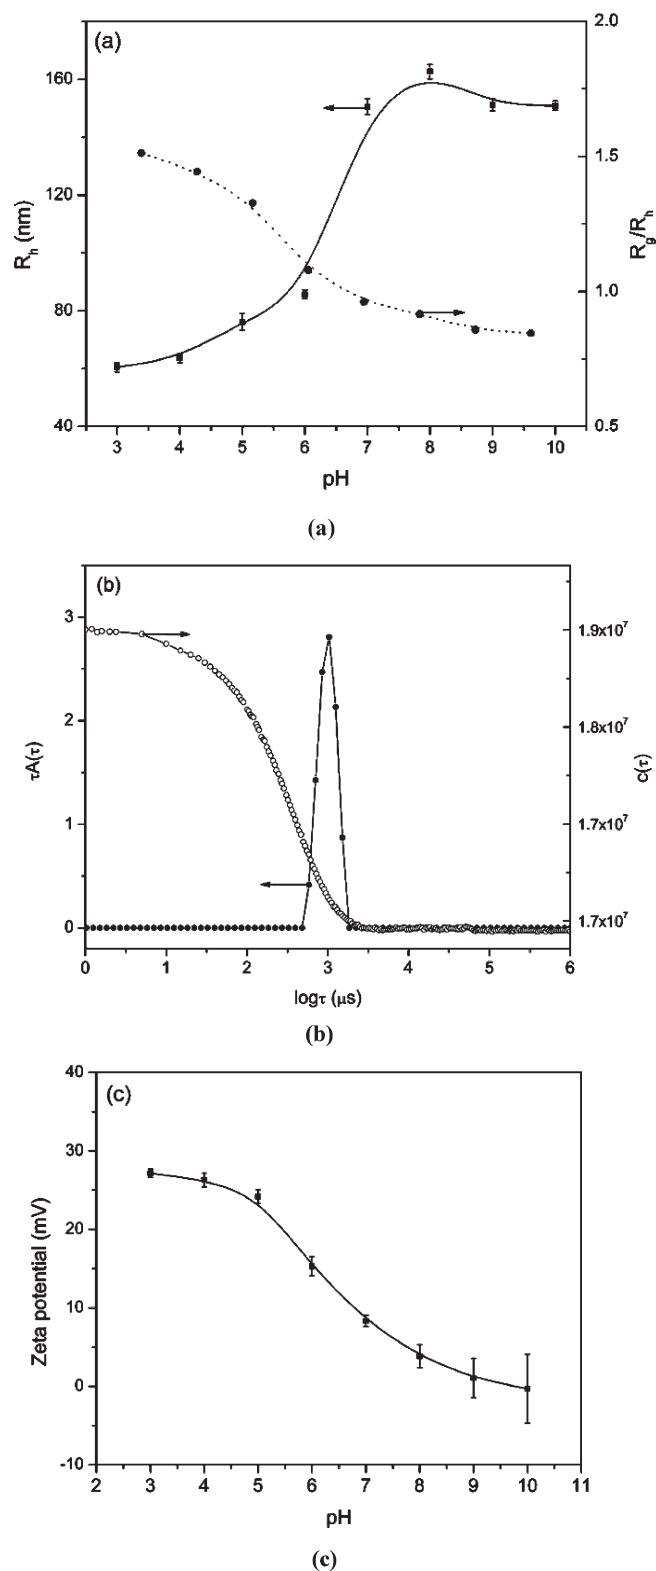 (a)
160
120
80
40
Rh (nm)
2.0
1.5
1.0
0.5
Rg/Rh
3 4 5 6 7 8 9 10
pH
(a)
(b)
3
2
1
0
τA(τ)
1.9x10^7
1.8x10^7
1.7x10^7
1.7x10^7
c(τ)
0 1 2 3 4 5 6
logτ (μs)
(b)
(c)
40
30
20
10
0
-10
Zeta potential (mV)
2 3 4 5 6 7 8 9 10 11
pH
(c)